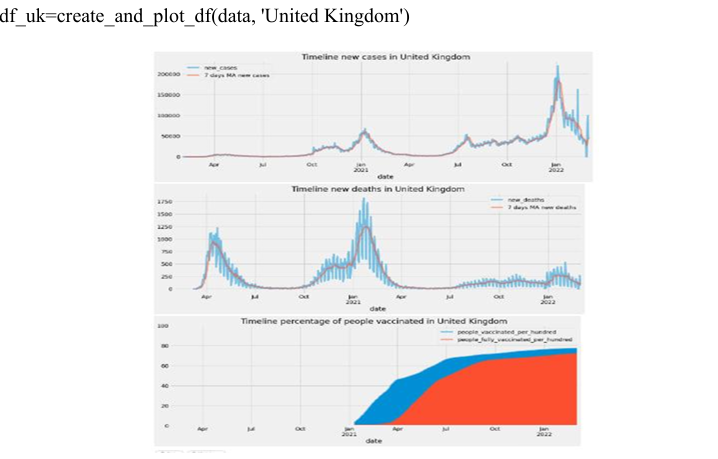 df_uk=create_and_plot_df(data, 'United Kingdom')
Timeline new cases in United Kingdom
new_cases
7 days MA new cases
200000
150000
100000
50000
0
Apr Jul Oct Jan Apr Jul Oct Jan
2021 2022
date
Timeline new deaths in United Kingdom
new_deaths
7 days MA new deaths
1750
1500
1250
1000
750
500
250
0
Apr Jul Oct Jan Apr Jul Oct Jan
2021 2022
date
Timeline percentage of people vaccinated in United Kingdom
people_vaccinated_per_hundred
people_fully_vaccinated_per_hundred
100
80
60
40
20
0
Apr Jul Oct Jan Apr Jul Oct Jan
2021 2022
date